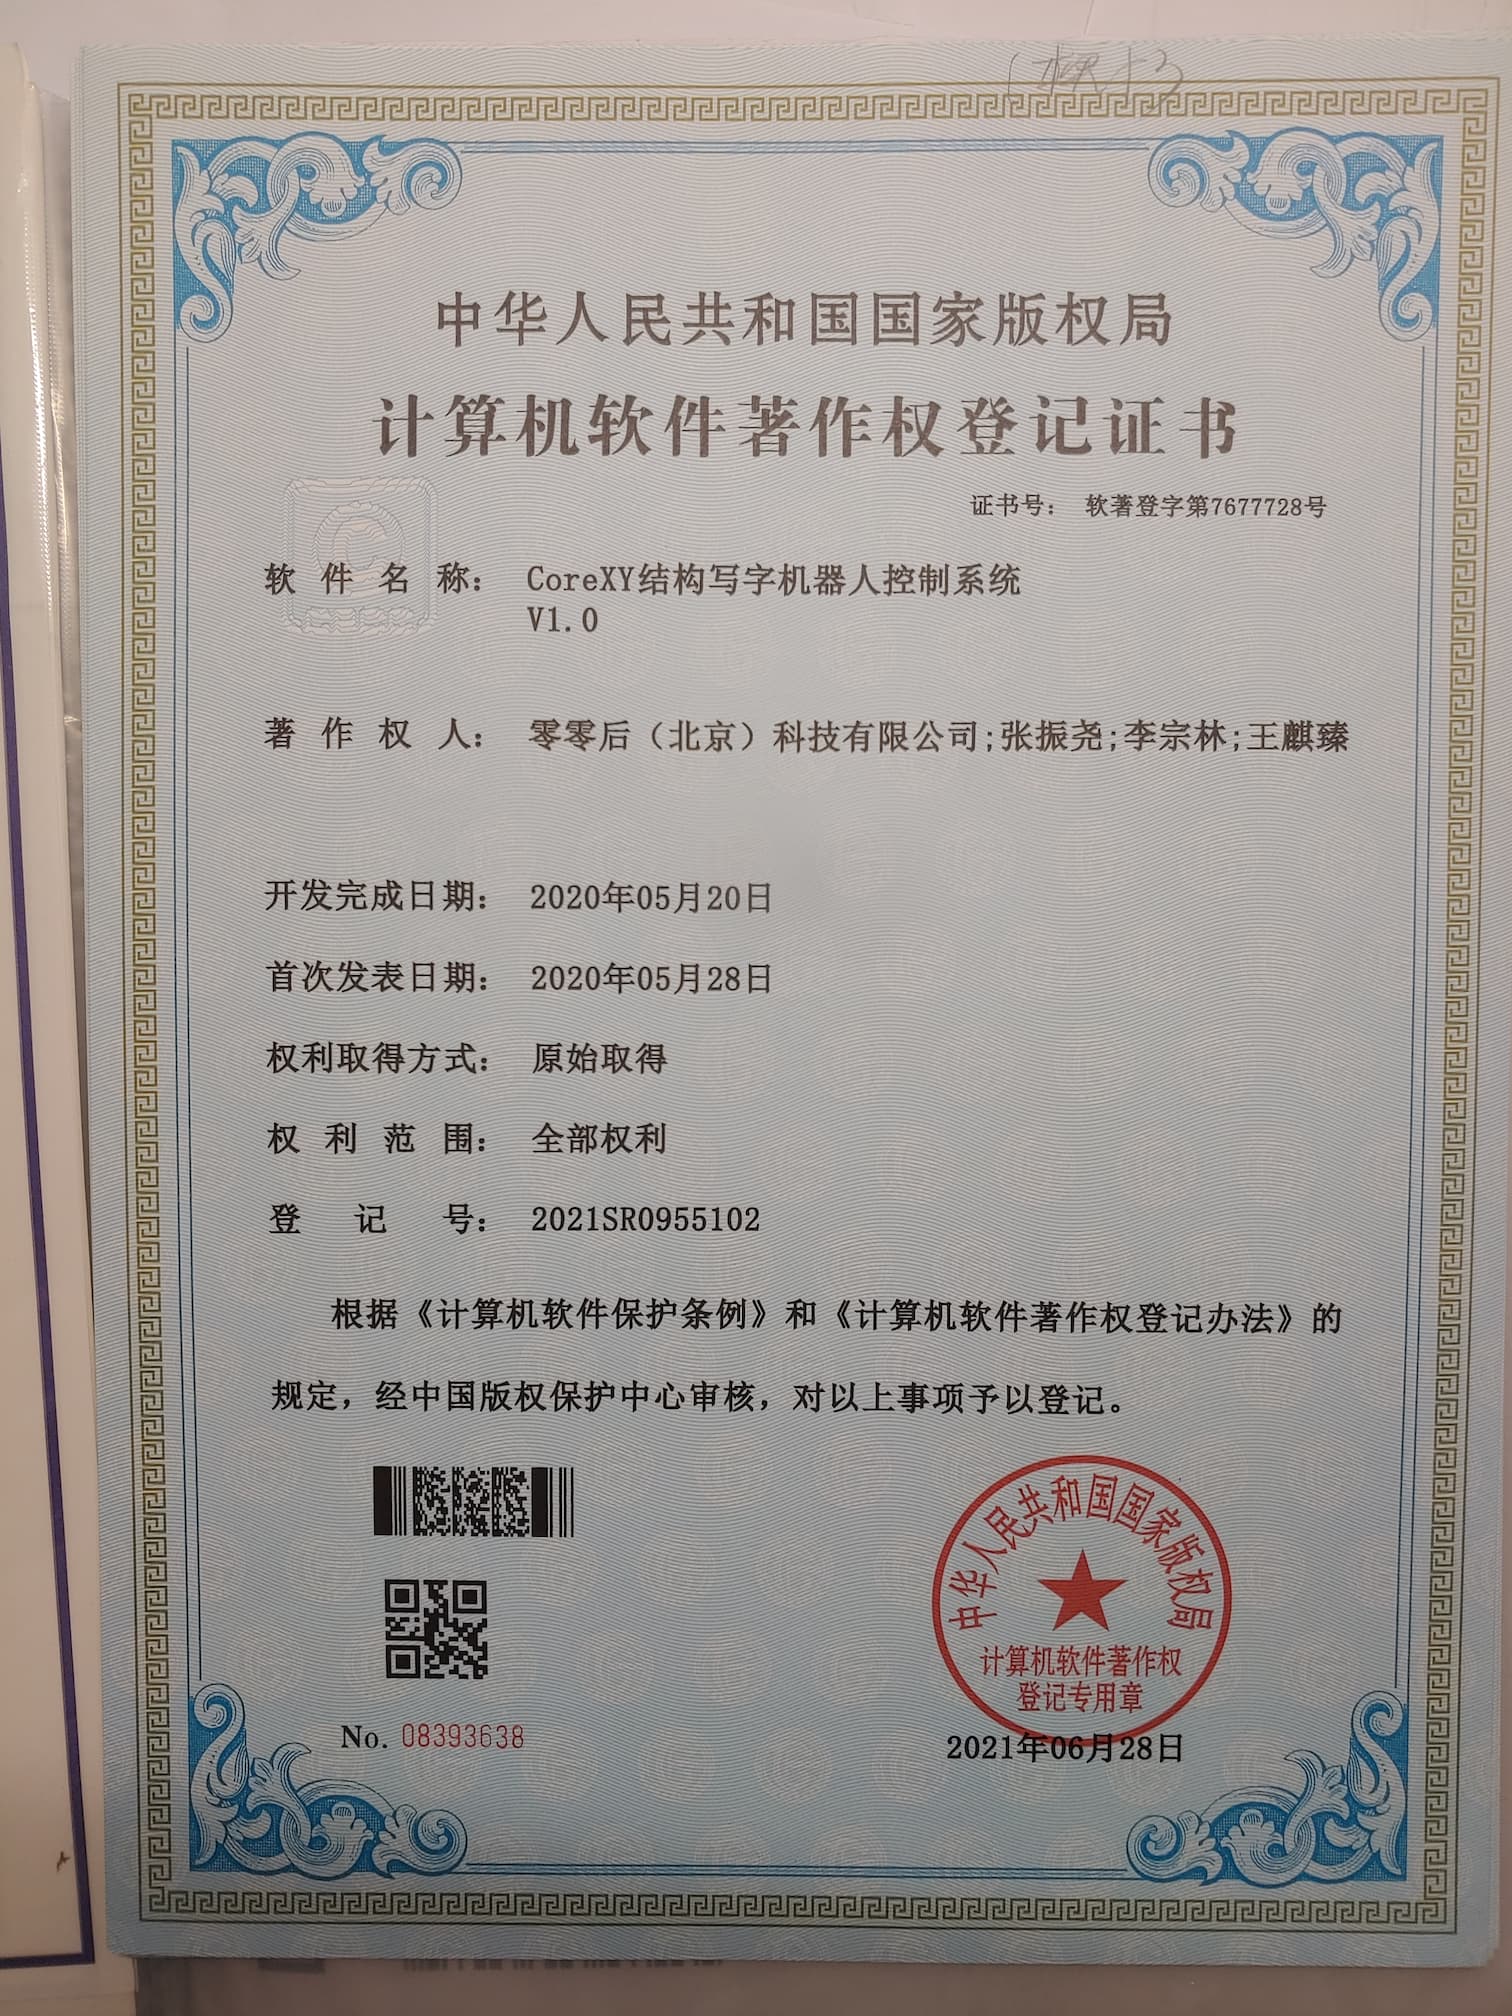 中华人民共和国国家版权局
计算机软件著作权登记证书
证书号： 软著登字第7677728号
软件名称： CoreXY结构写字机器人控制系统
V1.0
著作权人： 零零后（北京）科技有限公司;张振尧;李宗林;王麒臻
开发完成日期： 2020年05月20日
首次发表日期： 2020年05月28日
权利取得方式： 原始取得
权利范围： 全部权利
登记号： 2021SR0955102
根据《计算机软件保护条例》和《计算机软件著作权登记办法》的
规定，经中国版权保护中心审核，对以上事项予以登记。
中华人民共和国国家版权局
计算机软件著作权
登记专用章
No. 08393638
2021年06月28日